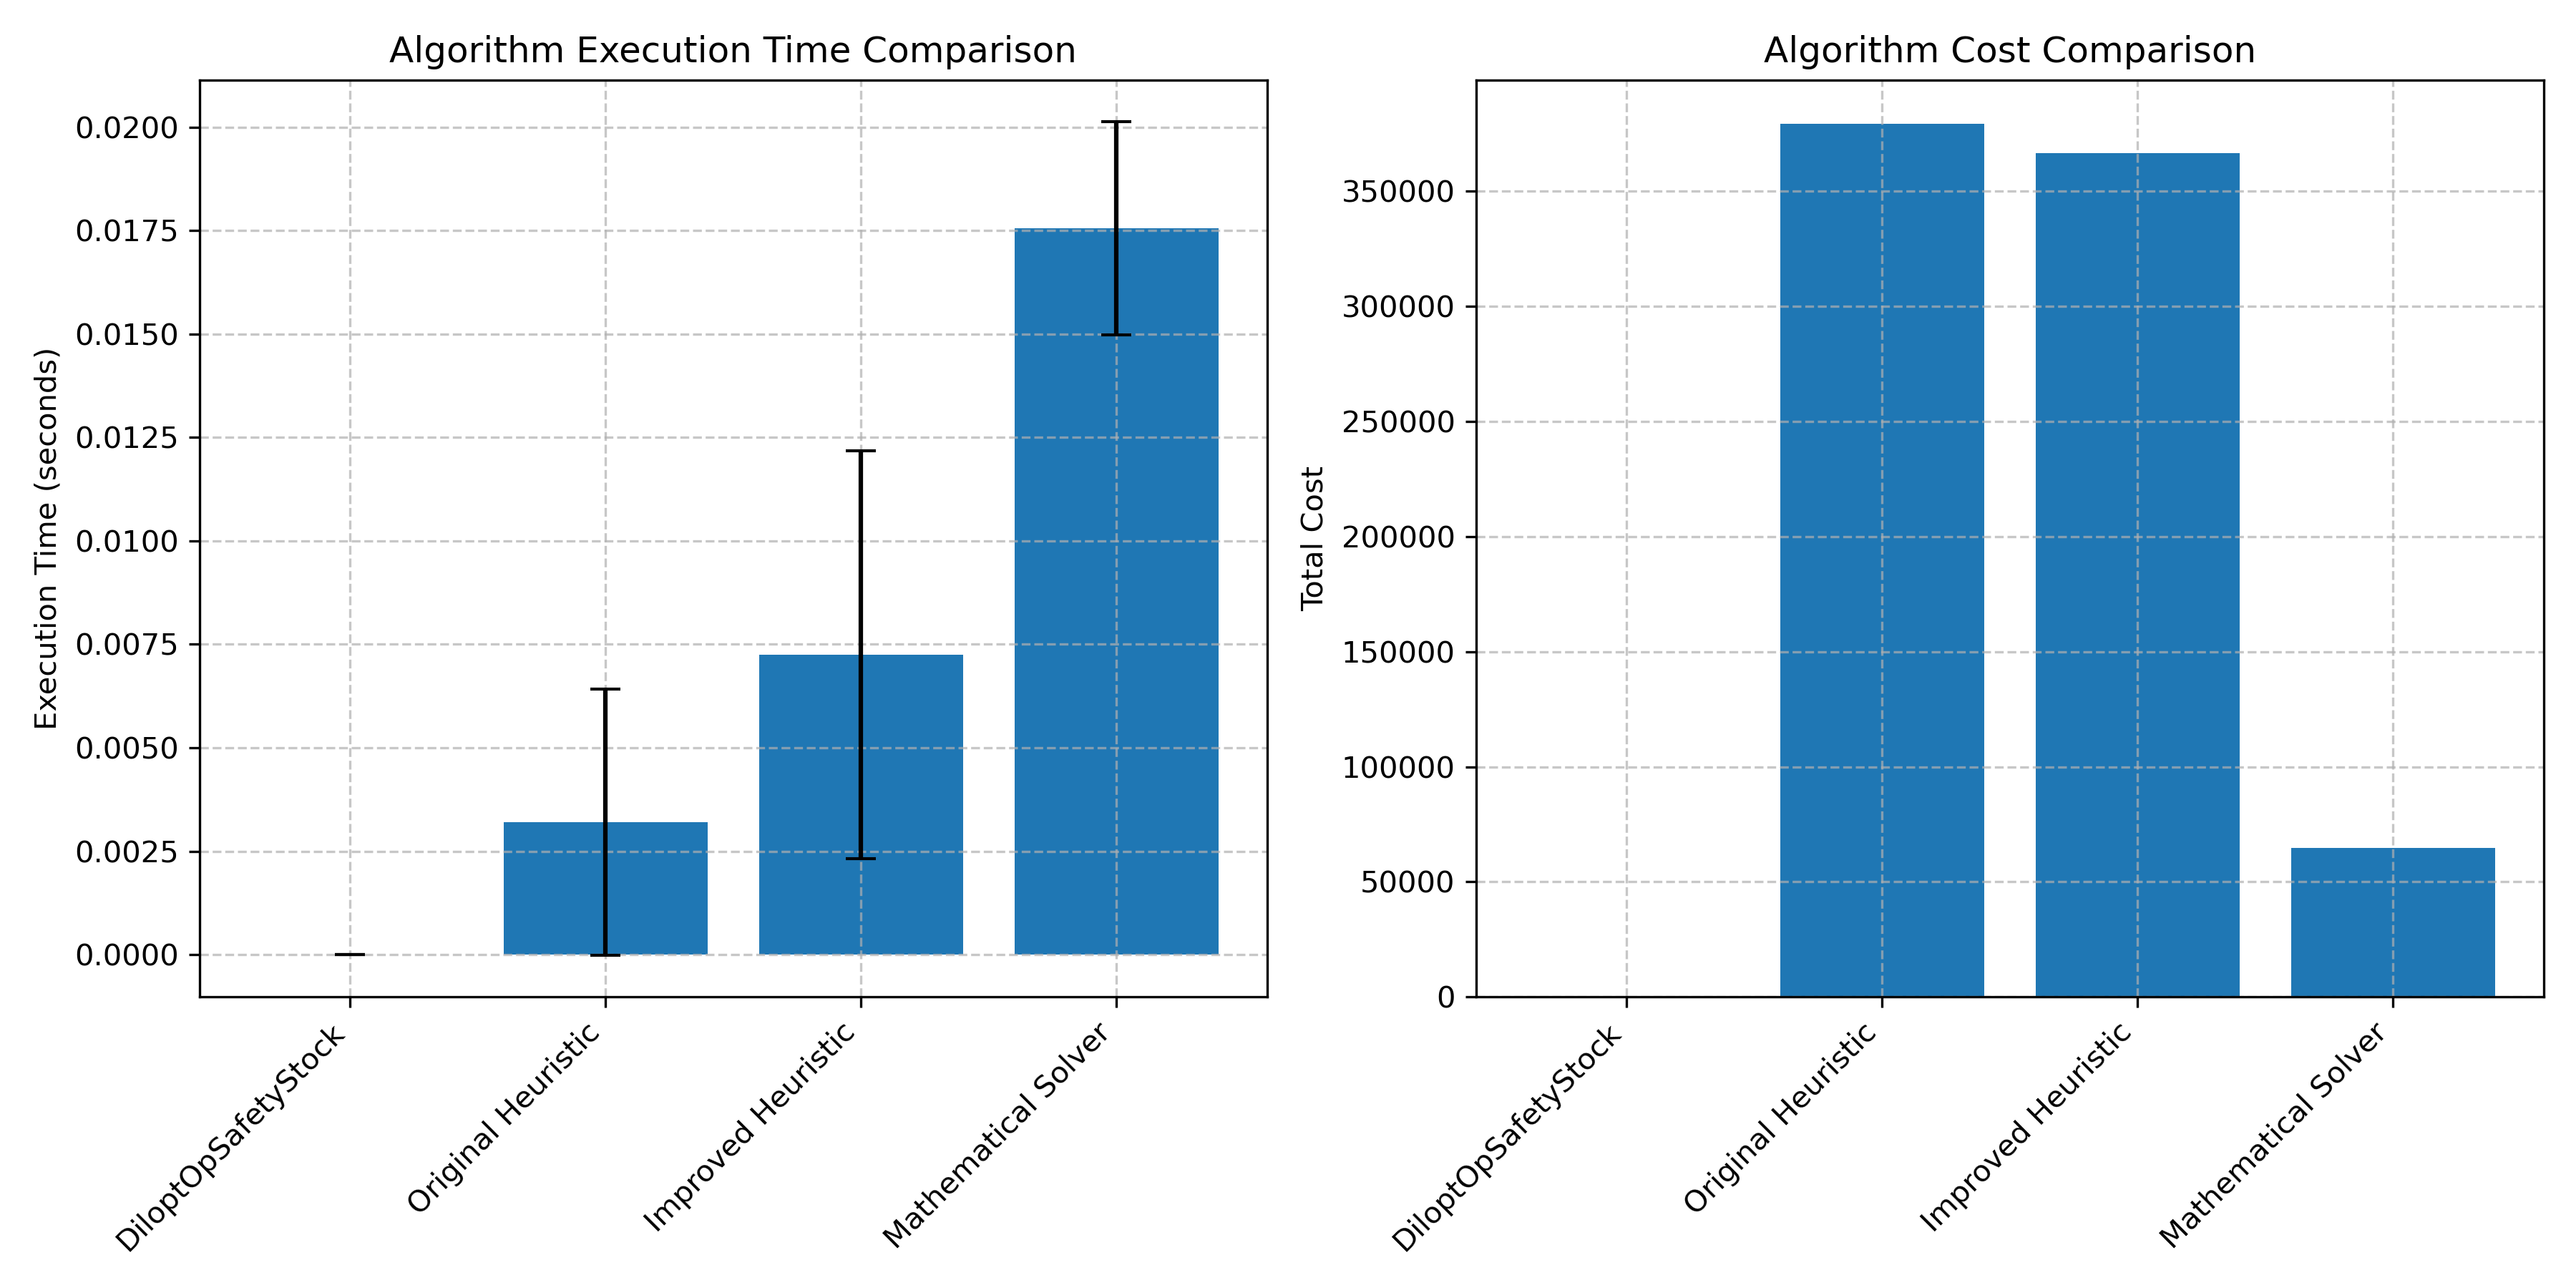 Algorithm Execution Time Comparison
Execution Time (seconds)
0.0200
0.0175
0.0150
0.0125
0.0100
0.0075
0.0050
0.0025
0.0000
DiloptOpSafetyStock
Original Heuristic
Improved Heuristic
Mathematical Solver
Algorithm Cost Comparison
Total Cost
350000
300000
250000
200000
150000
100000
50000
0
DiloptOpSafetyStock
Original Heuristic
Improved Heuristic
Mathematical Solver